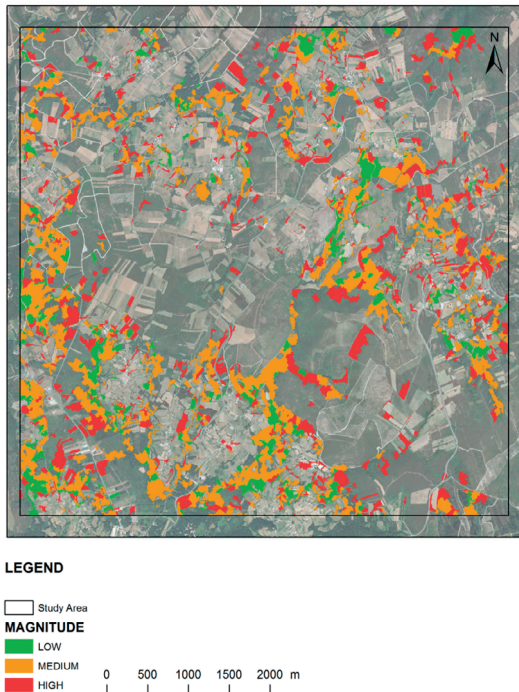 N
LEGEND
Study Area
MAGNITUDE
LOW
MEDIUM
HIGH
0 500 1000 1500 2000 m